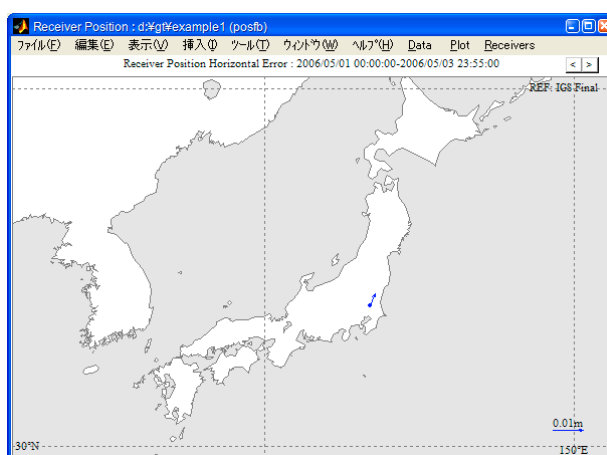 Receiver Position : d:¥gt¥example1 (posfb)
ファイル(F) 編集(E) 表示(V) 挿入(I) ツール(T) ウィンドウ(W) ヘルプ(H) Data Plot Receivers
Receiver Position Horizontal Error : 2006/05/01 00:00:00-2006/05/03 23:55:00
< >
REF: IGS Final
0.01m
30°N
150°E